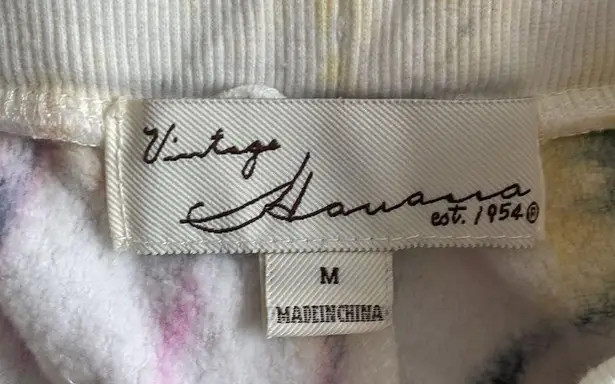 Vintage
Havana
est. 1954®
M
MADE IN CHINA